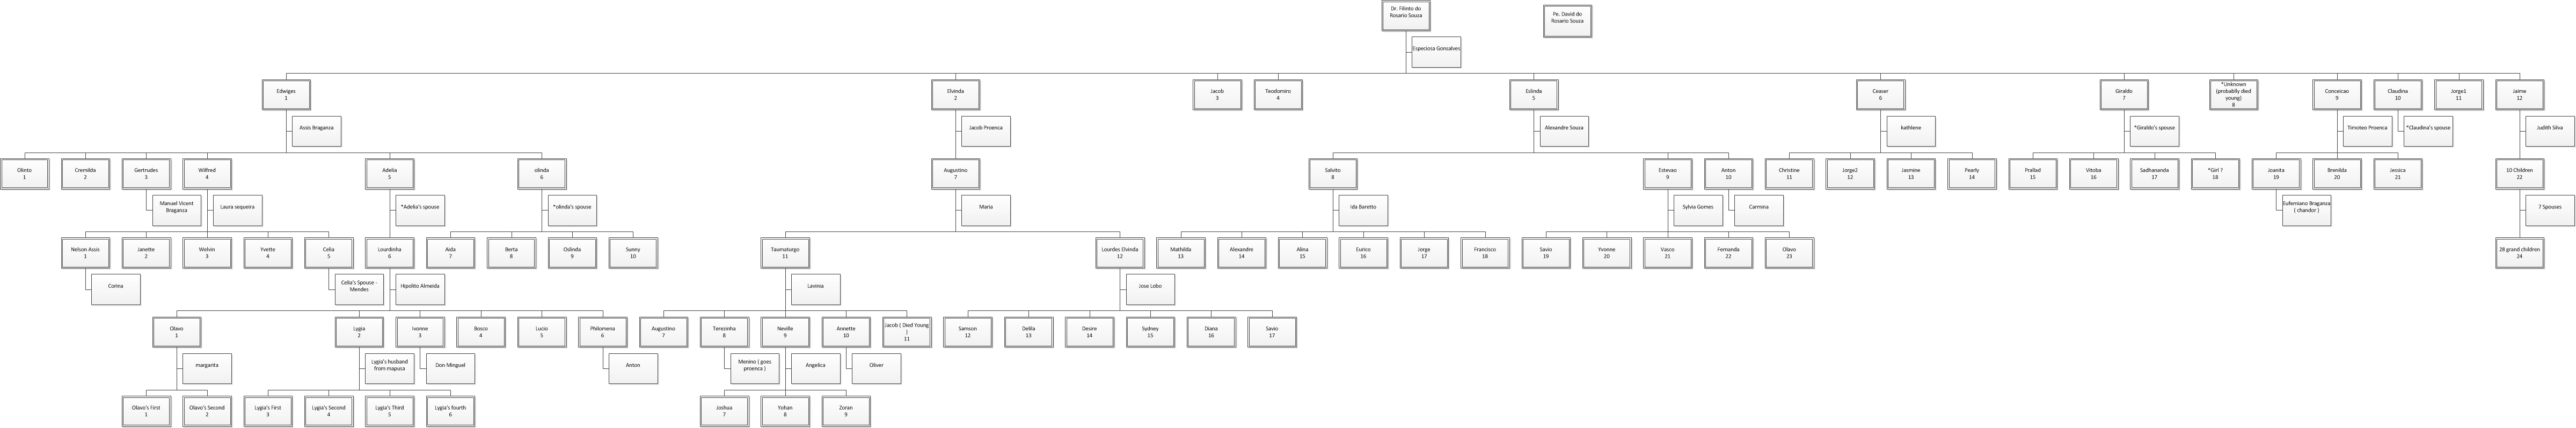 Dr. Filinto do
Rosario Souza
Pe. David do
Rosario Souza
Especiosa Gonsalves
Edwiges
1
Elvinda
2
Jacob
3
Teodomiro
4
Eslinda
5
Ceaser
6
Giraldo
7
*Unknown
(probablly died
young)
8
Conceicao
9
Claudina
10
Jorge1
11
Jaime
12
Assis Braganza
Jacob Proenca
Alexandre Souza
kathlene
*Giraldo's spouse
Timoteo Proenca
*Claudina's spouse
Judith Silva
Olinto
1
Cremilda
2
Gertrudes
3
Wilfred
4
Adelia
5
olinda
6
Augustino
7
Salvito
8
Estevao
9
Anton
10
Christine
11
Jorge2
12
Jasmine
13
Pearly
14
Prallad
15
Vitoba
16
Sadhananda
17
*Girl ?
18
Joanita
19
Brenilda
20
Jessica
21
10 Children
22
Manuel Vicent
Braganza
Laura sequeira
*Adelia's spouse
*olinda's spouse
Maria
Ida Baretto
Sylvia Gomes
Carmina
Eufemiano Braganza
( chandor )
7 Spouses
Nelson Assis
1
Janette
2
Welvin
3
Yvette
4
Celia
5
Lourdinha
6
Aida
7
Berta
8
Oslinda
9
Sunny
10
Taumaturgo
11
Lourdes Elvinda
12
Mathilda
13
Alexandre
14
Alina
15
Eurico
16
Jorge
17
Francisco
18
Savio
19
Yvonne
20
Vasco
21
Fernanda
22
Olavo
23
28 grand children
24
Corina
Celia's Spouse -
Mendes
Hipolito Almeida
Lavinia
Jose Lobo
Olavo
1
Lygia
2
Ivonne
3
Bosco
4
Lucio
5
Philomena
6
Augustino
7
Terezinha
8
Neville
9
Annette
10
Jacob ( Died Young
)
11
Samson
12
Delila
13
Desire
14
Sydney
15
Diana
16
Savio
17
margarita
Lygia's husband
from mapusa
Don Minguel
Anton
Menino ( goes
proenca )
Angelica
Oliver
Olavo's First
1
Olavo's Second
2
Lygia's First
3
Lygia's Second
4
Lygia's Third
5
Lygia's fourth
6
Joshua
7
Yohan
8
Zoran
9